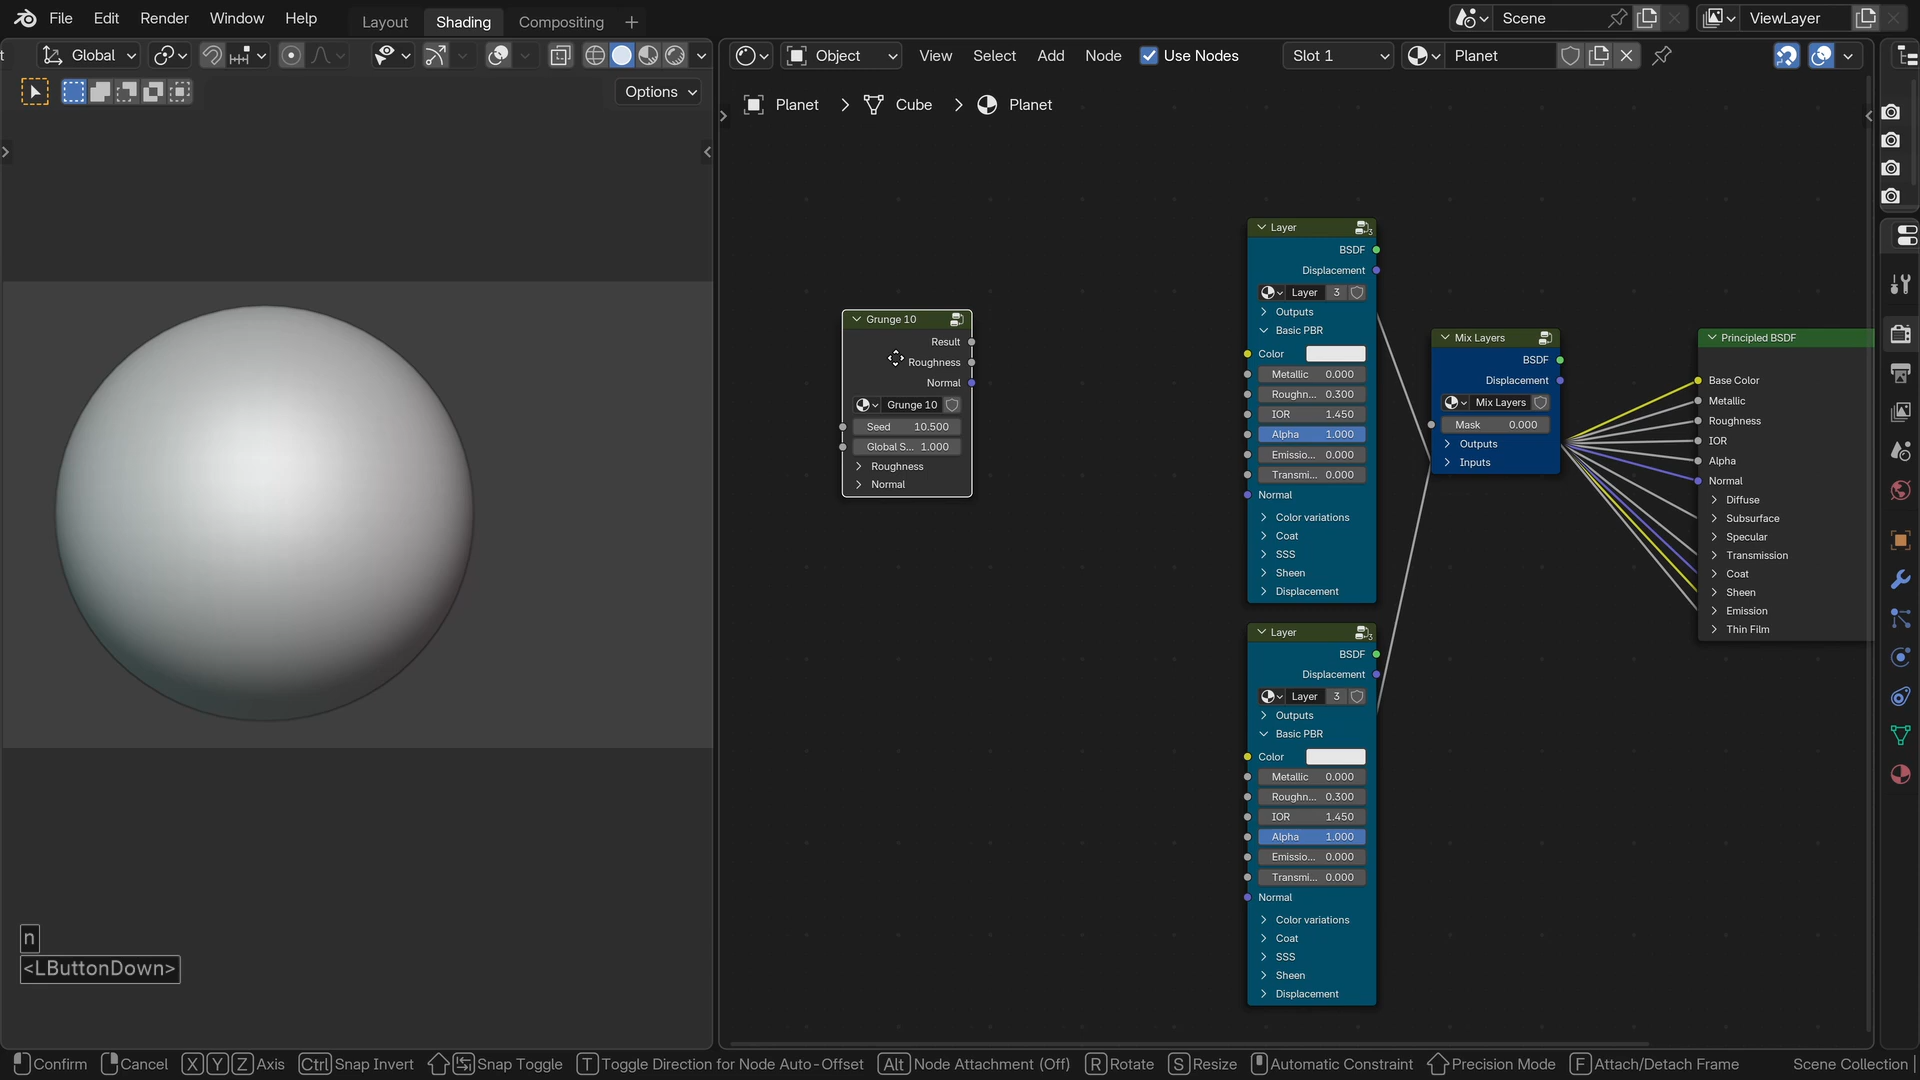 File Edit Render Window Help
Layout Shading Compositing
Scene
ViewLayer
Global
Object View Select Add Node Use Nodes
Slot 1
Planet
Options
Planet > Cube > Planet
Grunge 10
Result
Roughness
Normal
Grunge 10
Seed 10.500
Global S... 1.000
Roughness
Normal
Layer
BSDF
Displacement
Layer 3
Outputs
Basic PBR
Color
Metallic 0.000
Roughn... 0.300
IOR 1.450
Alpha 1.000
Emissio... 0.000
Transmi... 0.000
Normal
Color variations
Coat
SSS
Sheen
Displacement
Layer
BSDF
Displacement
Layer 3
Outputs
Basic PBR
Color
Metallic 0.000
Roughn... 0.300
IOR 1.450
Alpha 1.000
Emissio... 0.000
Transmi... 0.000
Normal
Color variations
Coat
SSS
Sheen
Displacement
Mix Layers
BSDF
Displacement
Mix Layers
Mask 0.000
Outputs
Inputs
Principled BSDF
Base Color
Metallic
Roughness
IOR
Alpha
Normal
Diffuse
Subsurface
Specular
Transmission
Coat
Sheen
Emission
Thin Film
n
<LButtonDown>
Confirm Cancel X Y Z Axis Ctrl Snap Invert Snap Toggle T Toggle Direction for Node Auto-Offset Alt Node Attachment (Off) R Rotate S Resize Automatic Constraint Precision Mode F Attach/Detach Frame Scene Collection |